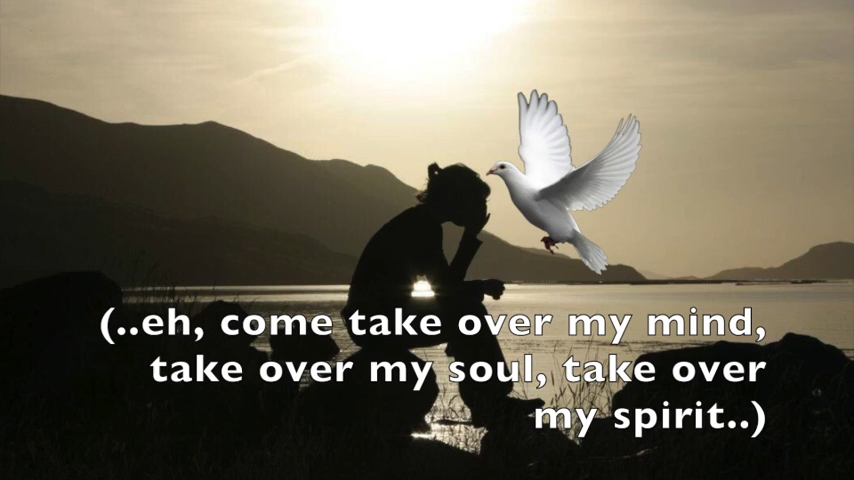 (..eh, come take over my mind,
take over my soul, take over
my spirit..)